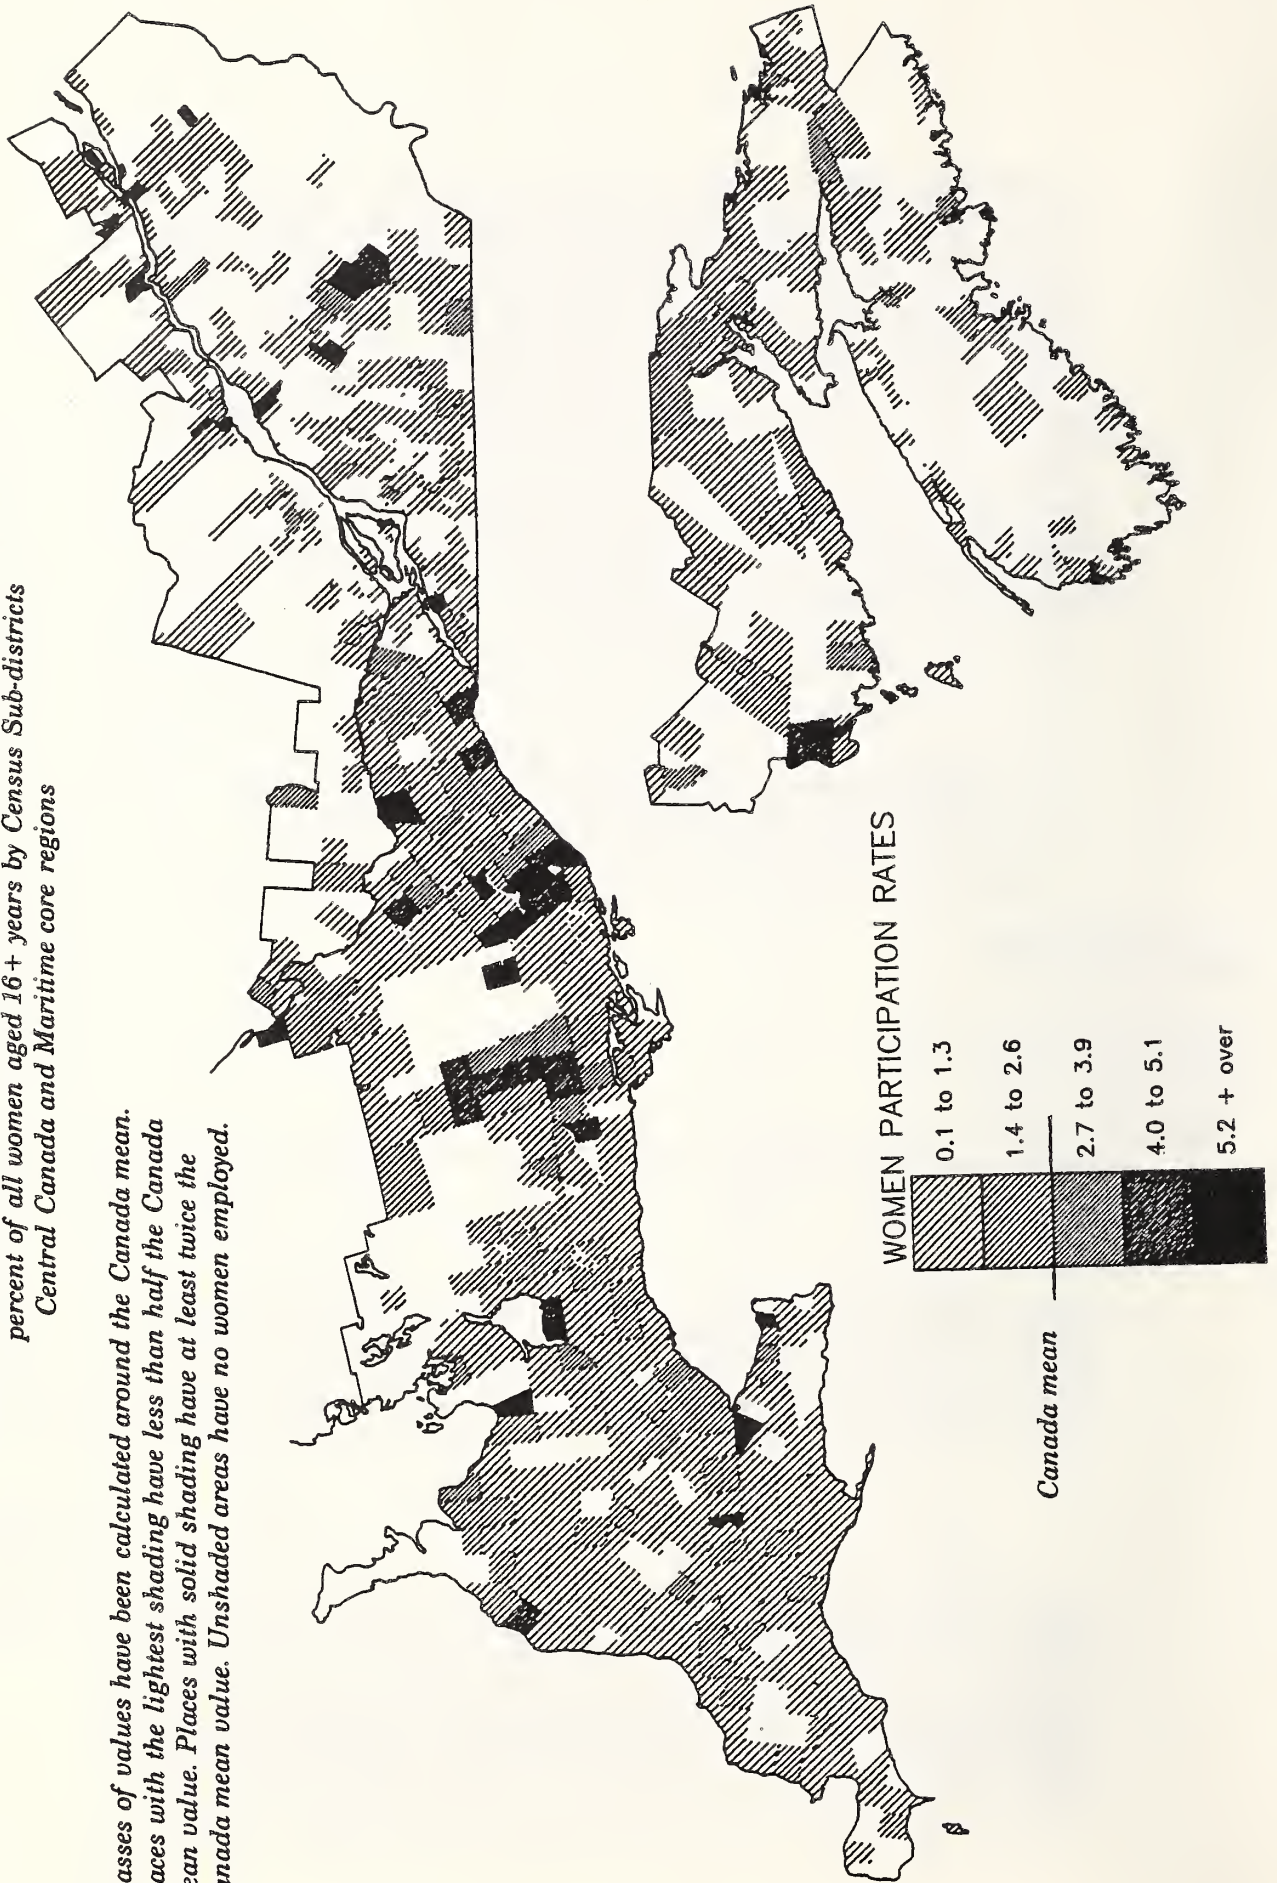 percent of all women aged 16+ years by Census Sub-districts
Central Canada and Maritime core regions
asses of values have been calculated around the Canada mean.
aces with the lightest shading have less than half the Canada
ean value. Places with solid shading have at least twice the
nada mean value. Unshaded areas have no women employed.
WOMEN PARTICIPATION RATES
0.1 to 1.3
1.4 to 2.6
Canada mean
2.7 to 3.9
4.0 to 5.1
5.2 + over